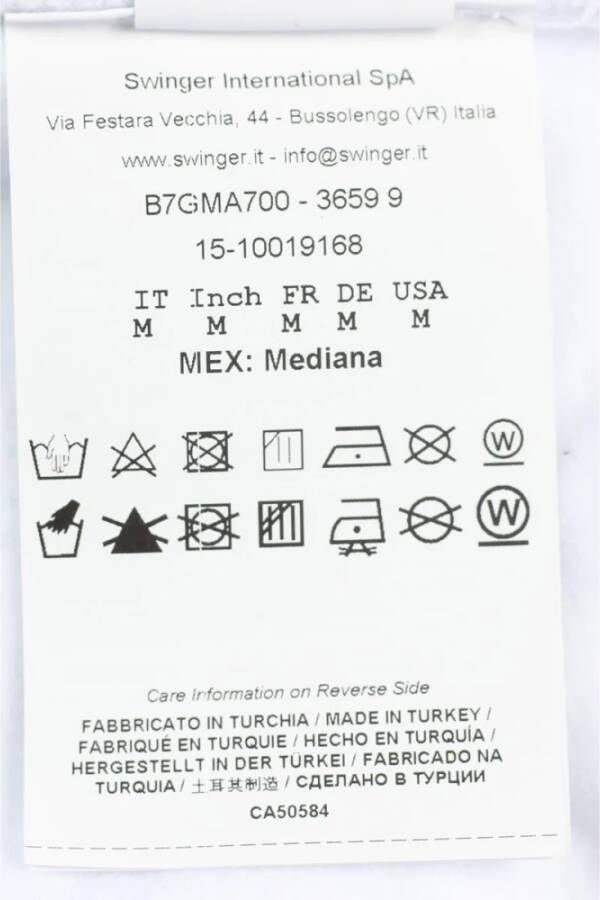 Swinger International SpA
Via Festara Vecchia, 44 - Bussolengo (VR) Italia
www.swinger.it - info@swinger.it
B7GMA700 - 3659 9
15-10019168
IT Inch FR DE USA
M M M M M
MEX: Mediana
W
W
Care Information on Reverse Side
FABBRICATO IN TURCHIA / MADE IN TURKEY /
FABRIQUÉ EN TURQUIE / HECHO EN TURQUÍA /
HERGESTELLT IN DER TÜRKEI / FABRICADO NA
TURQUIA / 土耳其制造 / СДЕЛАНО В ТУРЦИИ
CA50584